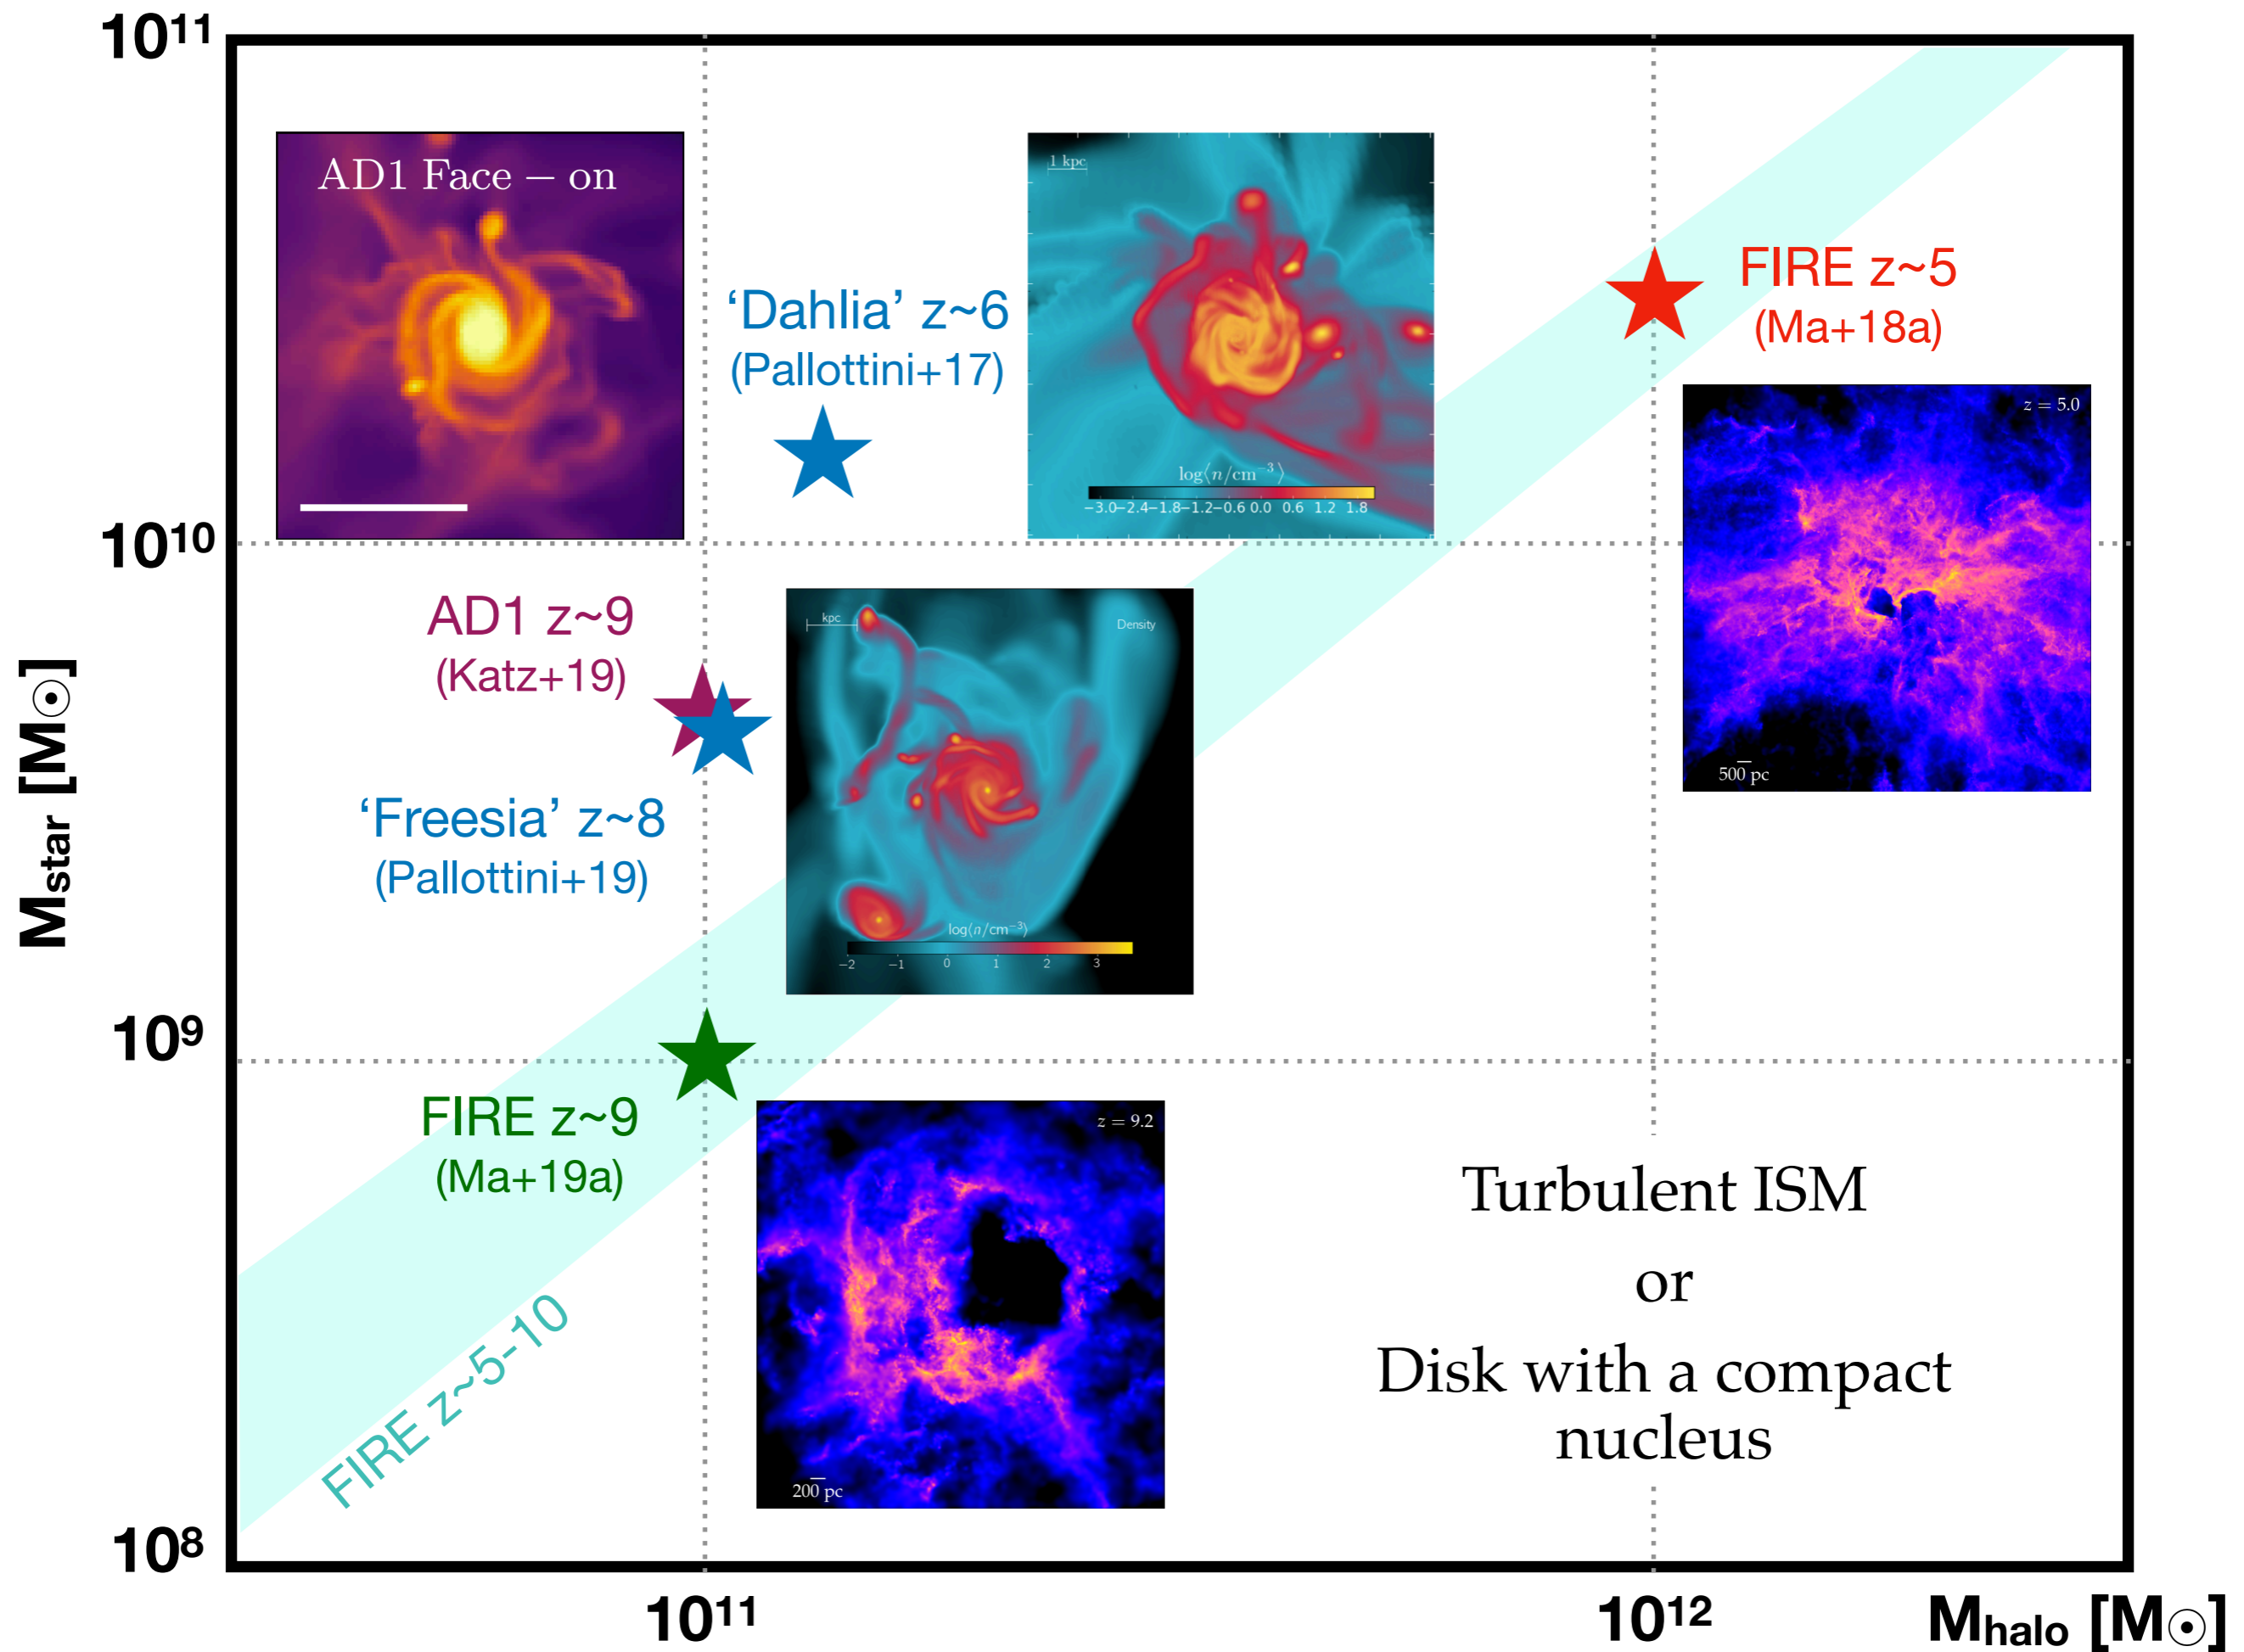 10¹¹
AD1 Face – on
1 kpc
log⟨n/cm⁻³⟩
−3.0−2.4−1.8−1.2−0.6 0.0 0.6 1.2 1.8
‘Dahlia’ z~6
(Pallottini+17)
FIRE z~5
(Ma+18a)
z = 5.0
500 pc
10¹⁰
AD1 z~9
(Katz+19)
kpc
Density
log⟨n/cm⁻³⟩
−2 −1 0 1 2 3
‘Freesia’ z~8
(Pallottini+19)
Mstar [M☉]
10⁹
FIRE z~9
(Ma+19a)
z = 9.2
200 pc
FIRE z~5-10
Turbulent ISM
or
Disk with a compact
nucleus
10⁸
10¹¹
10¹²
Mhalo [M☉]